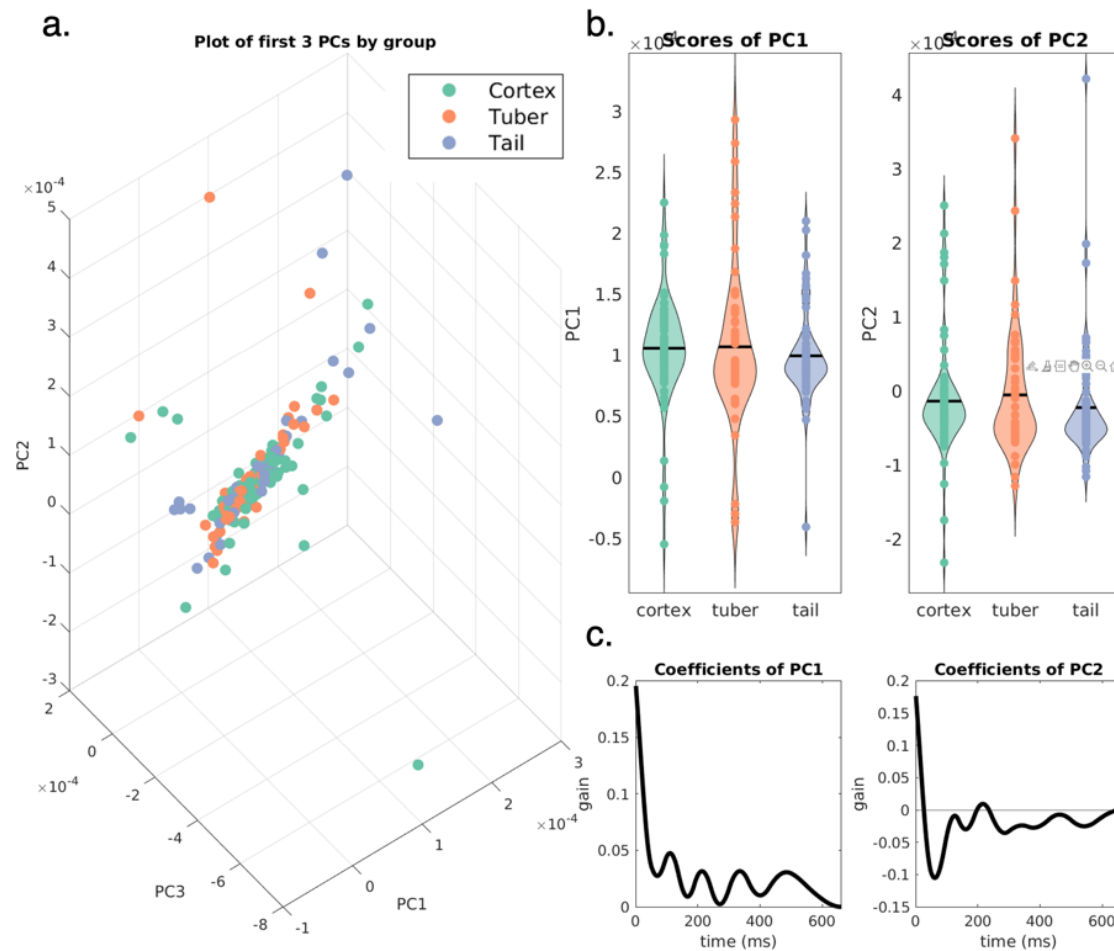 a.
Plot of first 3 PCs by group
Cortex
Tuber
Tail
×10⁻⁴
5
4
3
2
1
0
-1
-2
-3
PC2
2
0
-2
-4
-6
-8
×10⁻⁴
PC3
-1
0
1
2
3
×10⁻⁴
PC1
b.
Scores of PC1
3
2.5
2
1.5
1
0.5
0
-0.5
PC1
cortex
tuber
tail
Scores of PC2
4
3
2
1
0
-1
-2
PC2
cortex
tuber
tail
c.
Coefficients of PC1
0.2
0.15
0.1
0.05
0
gain
0
200
400
600
time (ms)
Coefficients of PC2
0.2
0.15
0.1
0.05
0
-0.05
-0.1
-0.15
gain
0
200
400
600
time (ms)